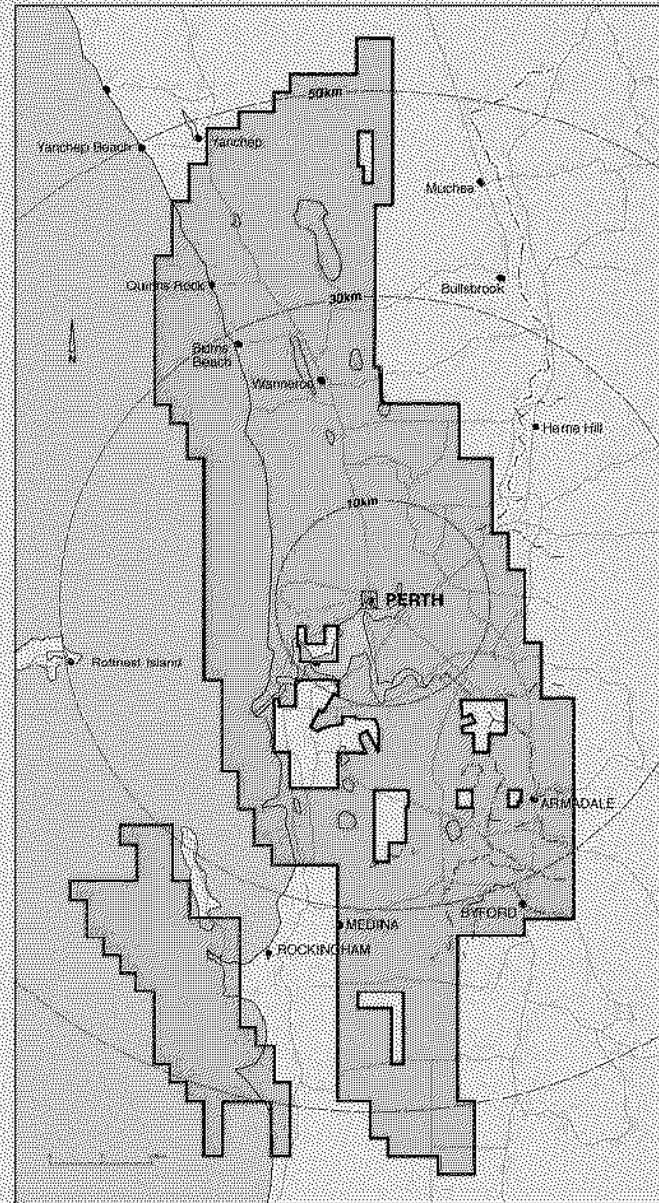 50km
Yanchep
Yanchep Beach
Muchea
Quinns Rock
Bullsbrook
30km
N
Burns
Beach
Wanneroo
Herne Hill
10km
PERTH
Rottnest Island
ARMADALE
BYFORD
MEDINA
ROCKINGHAM